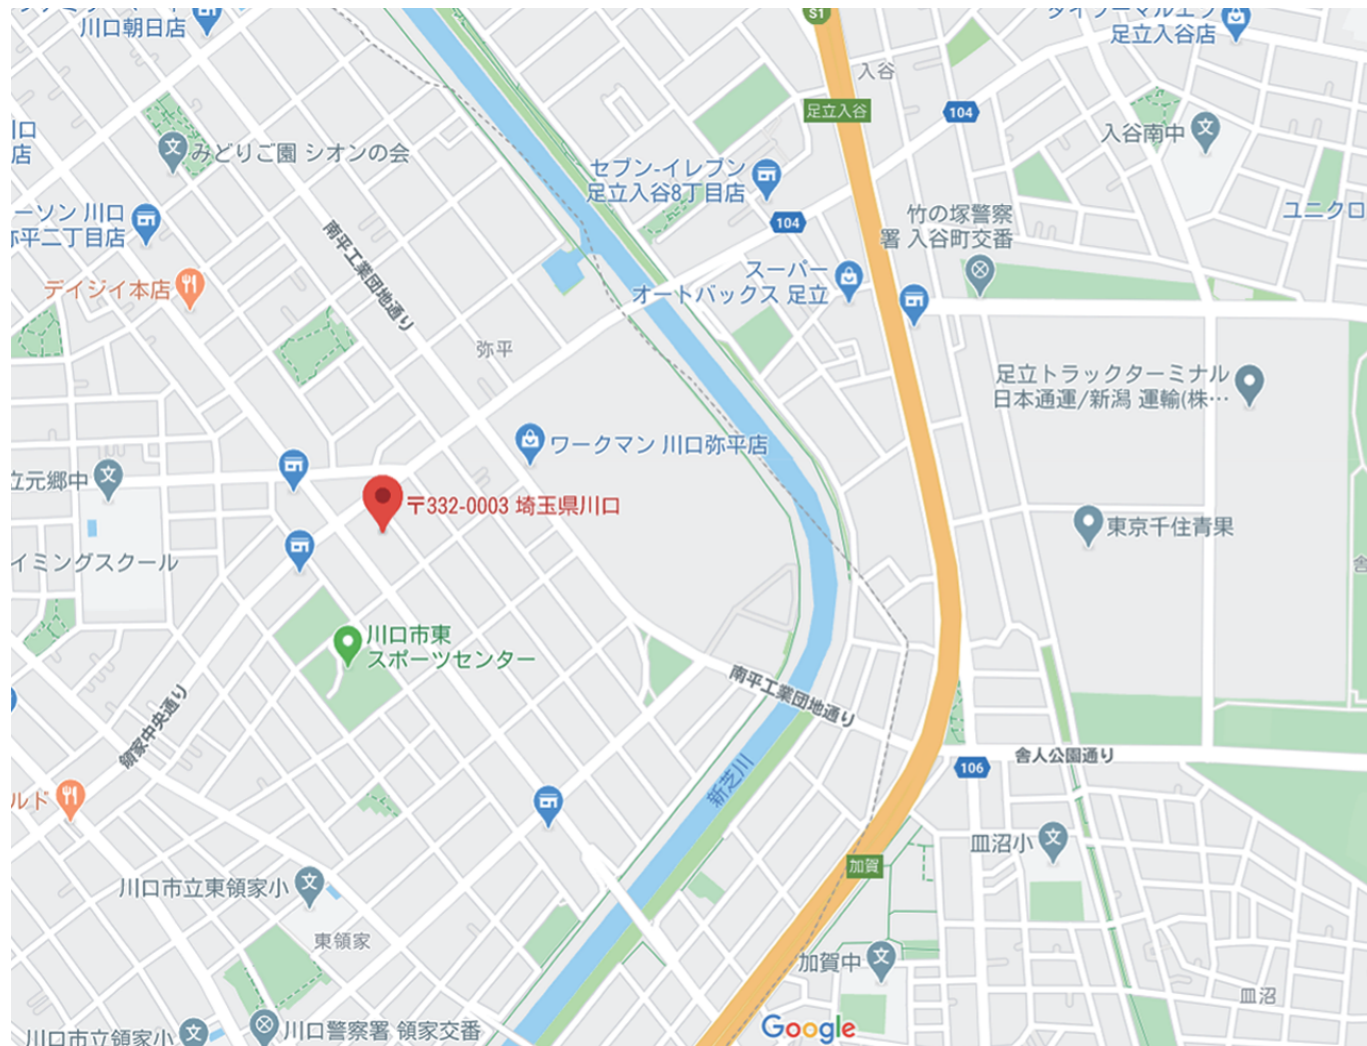 川口朝日店
S1
足立入谷店
入谷
足立入谷
104
入谷南中
みどりご園 シオンの会
セブン-イレブン
足立入谷8丁目店
104
ユニクロ
竹の塚警察
署 入谷町交番
ーソン 川口
弥平二丁目店
デイジイ本店
南平工業団地通り
スーパー
オートバックス 足立
弥平
足立トラックターミナル
日本通運/新潟 運輸(株…
ワークマン 川口弥平店
立元郷中
〒332-0003 埼玉県川口
東京千住青果
イミングスクール
川口市東
スポーツセンター
南平工業団地通り
領家中央通り
新芝川
舎人公園通り
106
ルド
皿沼小
加賀
川口市立東領家小
東領家
加賀中
皿沼
川口警察署 領家交番
川口市立領家小
Google